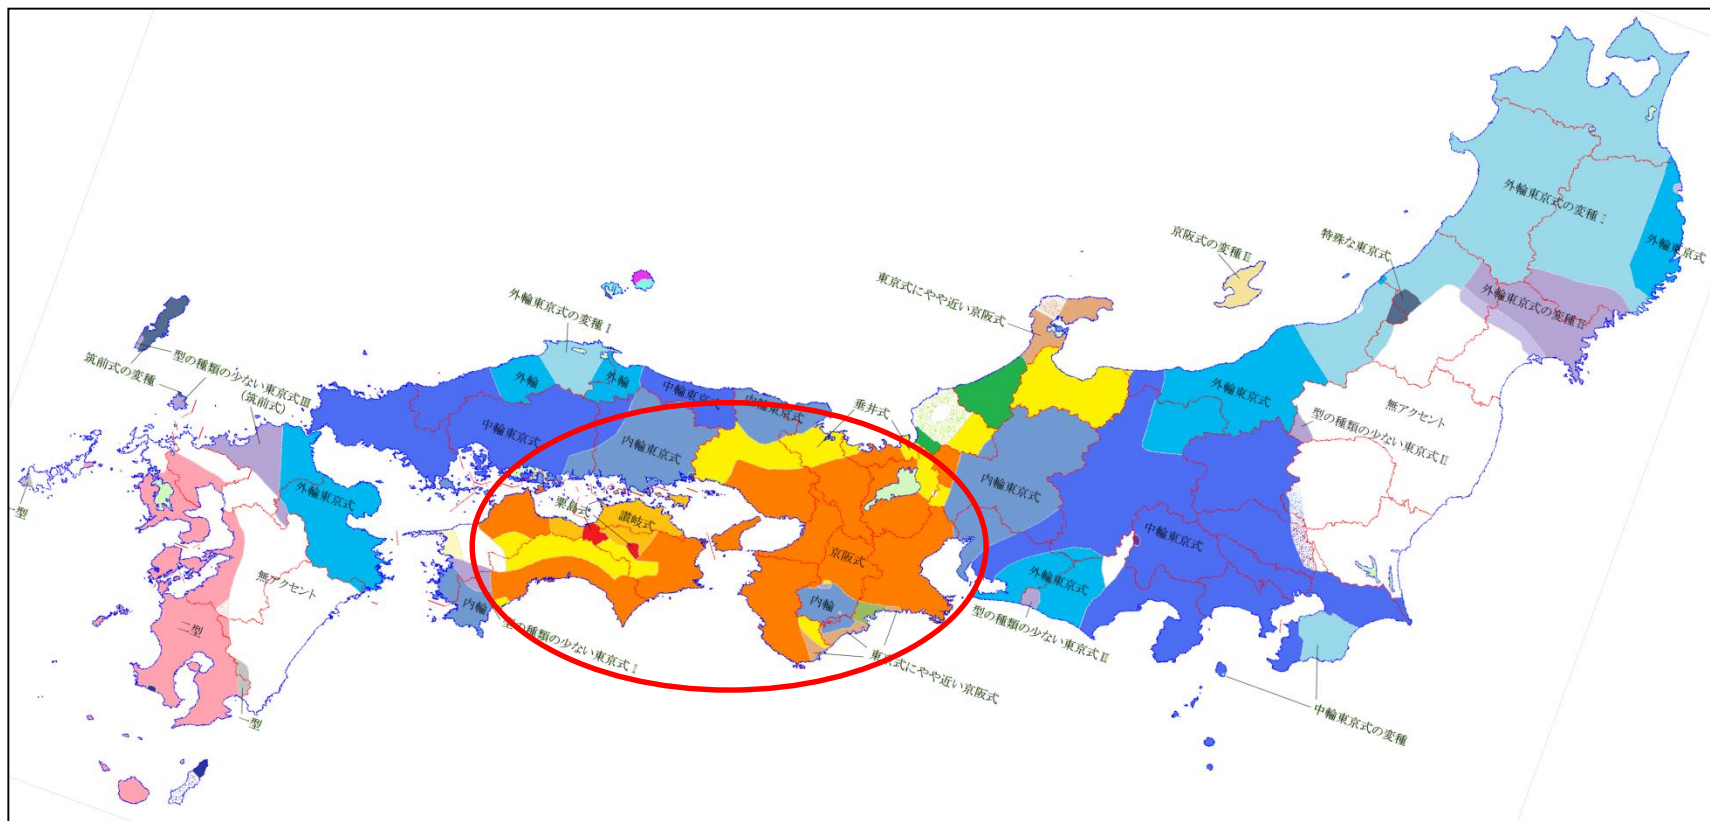 外輪東京式の変種Ⅰ
外輪東京式
特殊な東京式
京阪式の変種Ⅱ
外輪東京式の変種Ⅱ
東京式にやや近い京阪式
外輪東京式の変種Ⅰ
型の種類の少ない東京式Ⅲ
(筑前式)
筑前式の変種
外輪
外輪
中輪東京式
内輪東京式
垂井式
外輪東京式
無アクセント
型の種類の少ない東京式Ⅱ
中輪東京式
内輪東京式
内輪東京式
一型
外輪東京式
粟島式
讃岐式
京阪式
中輪東京式
外輪東京式
無アクセント
内輪
内輪
二型
型の種類の少ない東京式Ⅰ
型の種類の少ない東京式Ⅱ
東京式にやや近い京阪式
一型
中輪東京式の変種